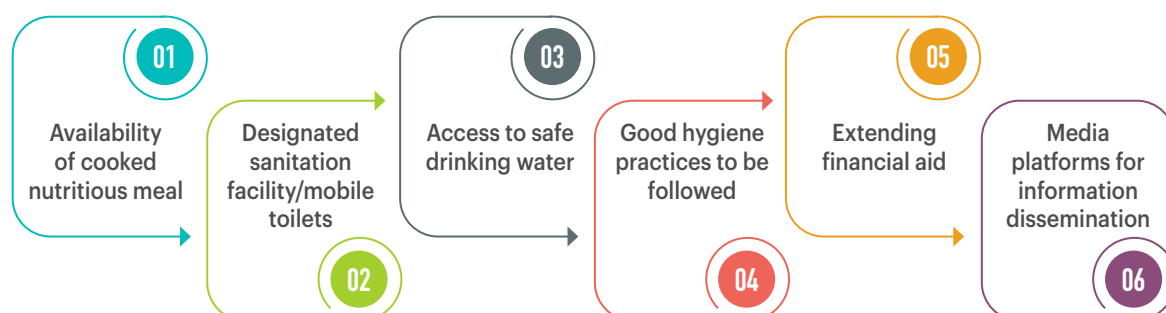 01
Availability
of cooked
nutritious meal
02
Designated
sanitation
facility/mobile
toilets
03
Access to safe
drinking water
04
Good hygiene
practices to be
followed
05
Extending
financial aid
06
Media
platforms for
information
dissemination